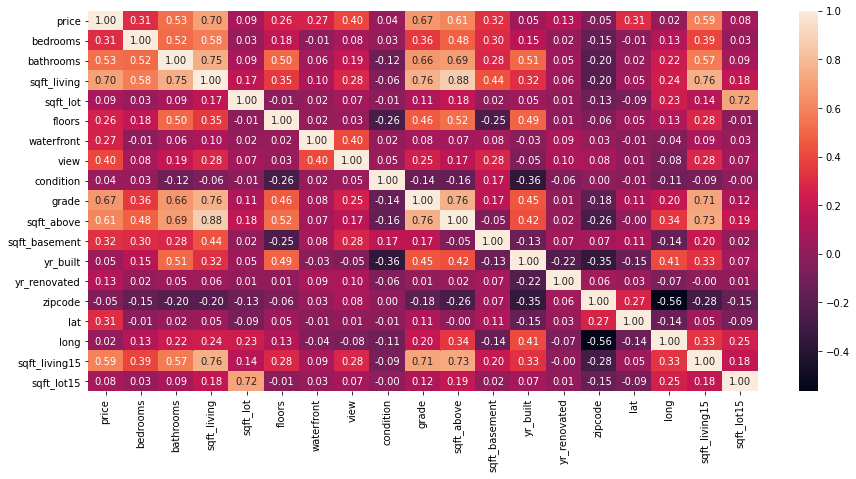 price 1.00 0.31 0.53 0.70 0.09 0.26 0.27 0.40 0.04 0.67 0.61 0.32 0.05 0.13 -0.05 0.31 0.02 0.59 0.08
bedrooms 0.31 1.00 0.52 0.58 0.03 0.18 -0.01 0.08 0.03 0.36 0.48 0.30 0.15 0.02 -0.15 -0.01 0.13 0.39 0.03
bathrooms 0.53 0.52 1.00 0.75 0.09 0.50 0.06 0.19 -0.12 0.66 0.69 0.28 0.51 0.05 -0.20 0.02 0.22 0.57 0.09
sqft_living 0.70 0.58 0.75 1.00 0.17 0.35 0.10 0.28 -0.06 0.76 0.88 0.44 0.32 0.06 -0.20 0.05 0.24 0.76 0.18
sqft_lot 0.09 0.03 0.09 0.17 1.00 -0.01 0.02 0.07 -0.01 0.11 0.18 0.02 0.05 0.01 -0.13 -0.09 0.23 0.14 0.72
floors 0.26 0.18 0.50 0.35 -0.01 1.00 0.02 0.03 -0.26 0.46 0.52 -0.25 0.49 0.01 -0.06 0.05 0.13 0.28 -0.01
waterfront 0.27 -0.01 0.06 0.10 0.02 0.02 1.00 0.40 0.02 0.08 0.07 0.08 -0.03 0.09 0.03 -0.01 -0.04 0.09 0.03
view 0.40 0.08 0.19 0.28 0.07 0.03 0.40 1.00 0.05 0.25 0.17 0.28 -0.05 0.10 0.08 0.01 -0.08 0.28 0.07
condition 0.04 0.03 -0.12 -0.06 -0.01 -0.26 0.02 0.05 1.00 -0.14 -0.16 0.17 -0.36 -0.06 0.00 -0.01 -0.11 -0.09 -0.00
grade 0.67 0.36 0.66 0.76 0.11 0.46 0.08 0.25 -0.14 1.00 0.76 0.17 0.45 0.01 -0.18 0.11 0.20 0.71 0.12
sqft_above 0.61 0.48 0.69 0.88 0.18 0.52 0.07 0.17 -0.16 0.76 1.00 -0.05 0.42 0.02 -0.26 -0.00 0.34 0.73 0.19
sqft_basement 0.32 0.30 0.28 0.44 0.02 -0.25 0.08 0.28 0.17 0.17 -0.05 1.00 -0.13 0.07 0.07 0.11 -0.14 0.20 0.02
yr_built 0.05 0.15 0.51 0.32 0.05 0.49 -0.03 -0.05 -0.36 0.45 0.42 -0.13 1.00 -0.22 -0.35 -0.15 0.41 0.33 0.07
yr_renovated 0.13 0.02 0.05 0.06 0.01 0.01 0.09 0.10 -0.06 0.01 0.02 0.07 -0.22 1.00 0.06 0.03 -0.07 -0.00 0.01
zipcode -0.05 -0.15 -0.20 -0.20 -0.13 -0.06 0.03 0.08 0.00 -0.18 -0.26 0.07 -0.35 0.06 1.00 0.27 -0.56 -0.28 -0.15
lat 0.31 -0.01 0.02 0.05 -0.09 0.05 -0.01 0.01 -0.01 0.11 -0.00 0.11 -0.15 0.03 0.27 1.00 -0.14 0.05 -0.09
long 0.02 0.13 0.22 0.24 0.23 0.13 -0.04 -0.08 -0.11 0.20 0.34 -0.14 0.41 -0.07 -0.56 -0.14 1.00 0.33 0.25
sqft_living15 0.59 0.39 0.57 0.76 0.14 0.28 0.09 0.28 -0.09 0.71 0.73 0.20 0.33 -0.00 -0.28 0.05 0.33 1.00 0.18
sqft_lot15 0.08 0.03 0.09 0.18 0.72 -0.01 0.03 0.07 -0.00 0.12 0.19 0.02 0.07 0.01 -0.15 -0.09 0.25 0.18 1.00
price bedrooms bathrooms sqft_living sqft_lot floors waterfront view condition grade sqft_above sqft_basement yr_built yr_renovated zipcode lat long sqft_living15 sqft_lot15
1.0
0.8
0.6
0.4
0.2
0.0
-0.2
-0.4